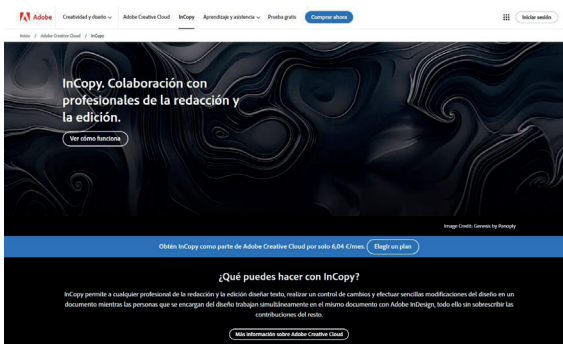 Adobe
Creatividad y diseño
Adobe Creative Cloud
InCopy
Aprendizaje y asistencia
Prueba gratis
Comprar ahora
Iniciar sesión
Inicio / Adobe Creative Cloud / InCopy
InCopy. Colaboración con
profesionales de la redacción y
la edición.
Ver cómo funciona
Image Credit: Genesis by Panoply
Obtén InCopy como parte de Adobe Creative Cloud por solo 6,04 €/mes.
Elegir un plan
¿Qué puedes hacer con InCopy?
InCopy permite a cualquier profesional de la redacción y la edición diseñar texto, realizar un control de cambios y efectuar sencillas modificaciones del diseño en un
documento mientras las personas que se encargan del diseño trabajan simultáneamente en el mismo documento con Adobe InDesign, todo ello sin sobrescribir las
contribuciones del resto.
Más información sobre Adobe Creative Cloud